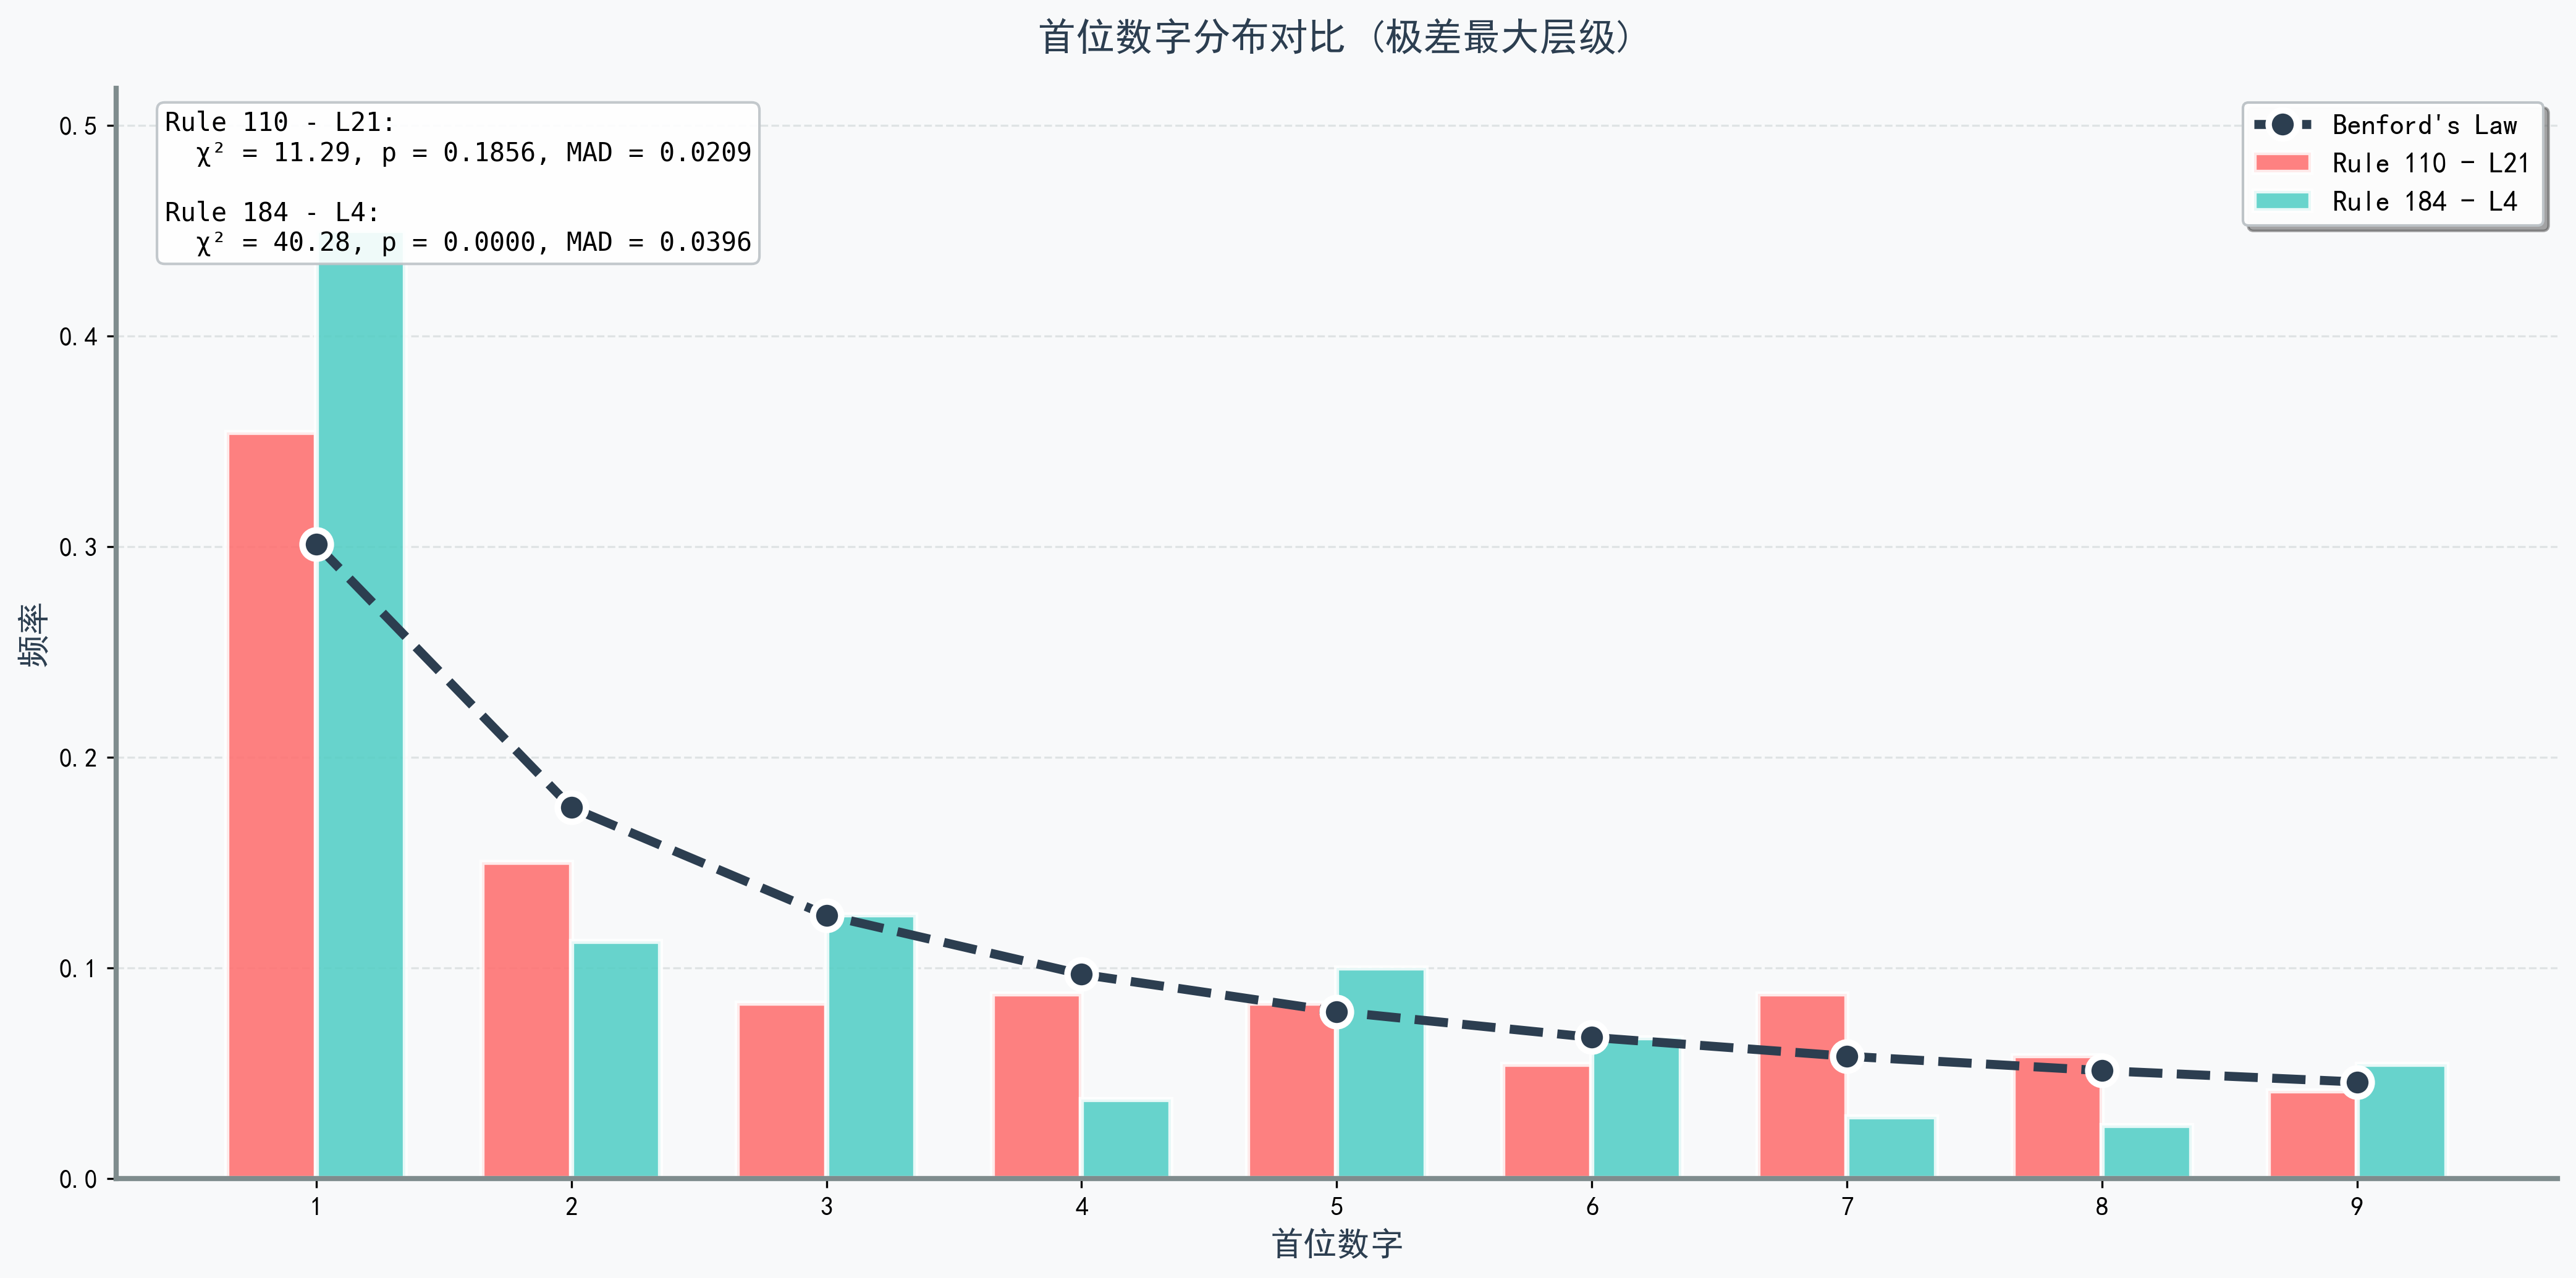 首位数字分布对比 (极差最大层级)
Rule 110 - L21:
χ² = 11.29, p = 0.1856, MAD = 0.0209
Rule 184 - L4:
χ² = 40.28, p = 0.0000, MAD = 0.0396
Benford's Law
Rule 110 - L21
Rule 184 - L4
频率
0.5
0.4
0.3
0.2
0.1
0.0
1 2 3 4 5 6 7 8 9
首位数字